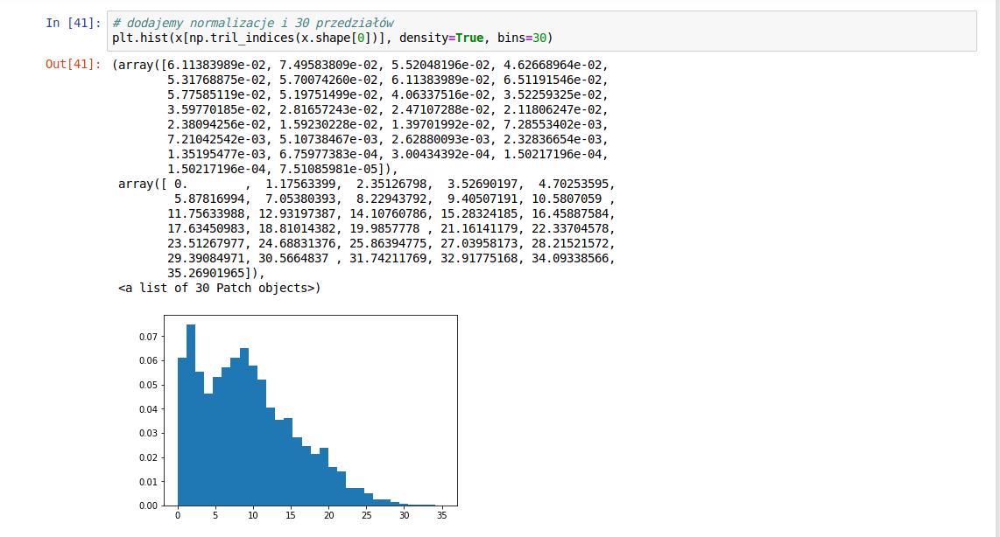 In [41]: # dodajemy normalizacje i 30 przedziałów
plt.hist(x[np.tril_indices(x.shape[0])], density=True, bins=30)
Out[41]: (array([6.11383989e-02, 7.49583809e-02, 5.52048196e-02, 4.62668964e-02,
5.31768875e-02, 5.70074260e-02, 6.11383989e-02, 6.51191546e-02,
5.77585119e-02, 5.19751499e-02, 4.06337516e-02, 3.52259325e-02,
3.59770185e-02, 2.81657243e-02, 2.47107288e-02, 2.11806247e-02,
2.38094256e-02, 1.59230228e-02, 1.39701992e-02, 7.28553402e-03,
7.21042542e-03, 5.10738467e-03, 2.62880093e-03, 2.32836654e-03,
1.35195477e-03, 6.75977383e-04, 3.00434392e-04, 1.50217196e-04,
1.50217196e-04, 7.51085981e-05]),
array([ 0.        ,  1.17563399,  2.35126798,  3.52690197,  4.70253595,
5.87816994,  7.05380393,  8.22943792,  9.40507191, 10.5807059 ,
11.75633988, 12.93197387, 14.10760786, 15.28324185, 16.45887584,
17.63450983, 18.81014382, 19.9857778 , 21.16141179, 22.33704578,
23.51267977, 24.68831376, 25.86394775, 27.03958173, 28.21521572,
29.39084971, 30.5664837 , 31.74211769, 32.91775168, 34.09338566,
35.26901965]),
<a list of 30 Patch objects>)
0.07
0.06
0.05
0.04
0.03
0.02
0.01
0.00
0 5 10 15 20 25 30 35